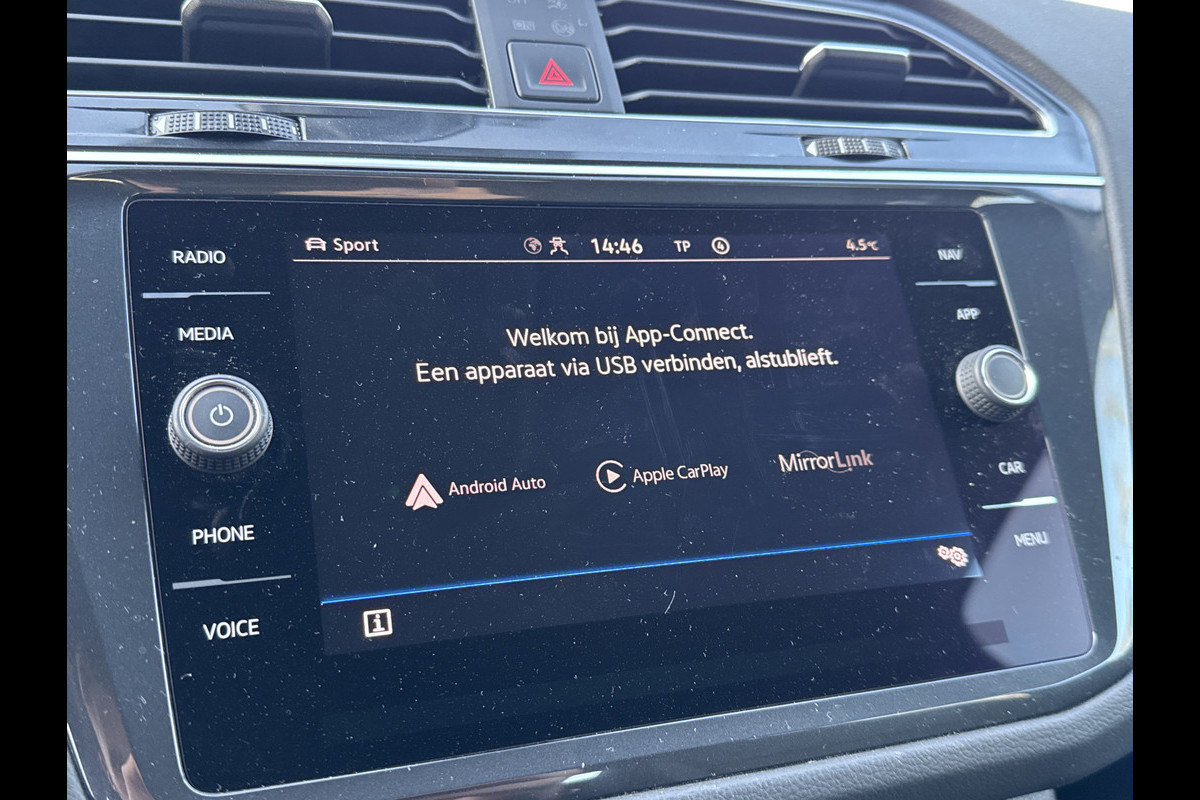 RADIO
MEDIA
PHONE
VOICE
Sport
14:46
TP
4
4.5°C
Welkom bij App-Connect.
Een apparaat via USB verbinden, alstublieft.
Android Auto
Apple CarPlay
MirrorLink
i
NAV
APP
CAR
MENU